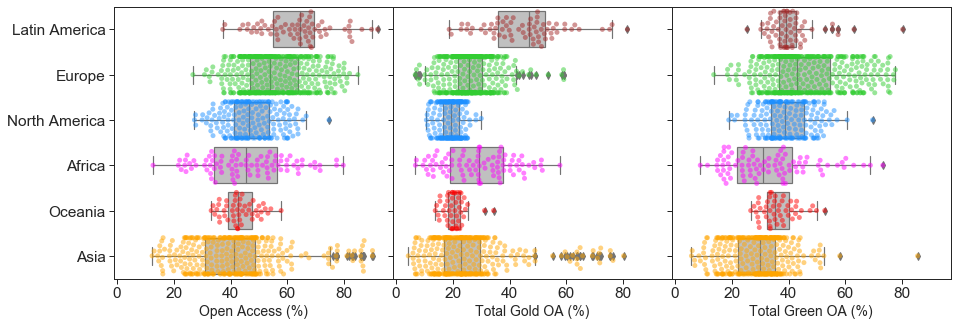 Latin America
Europe
North America
Africa
Oceania
Asia
0 20 40 60 80 0 20 40 60 80 0 20 40 60 80
Open Access (%) Total Gold OA (%) Total Green OA (%)